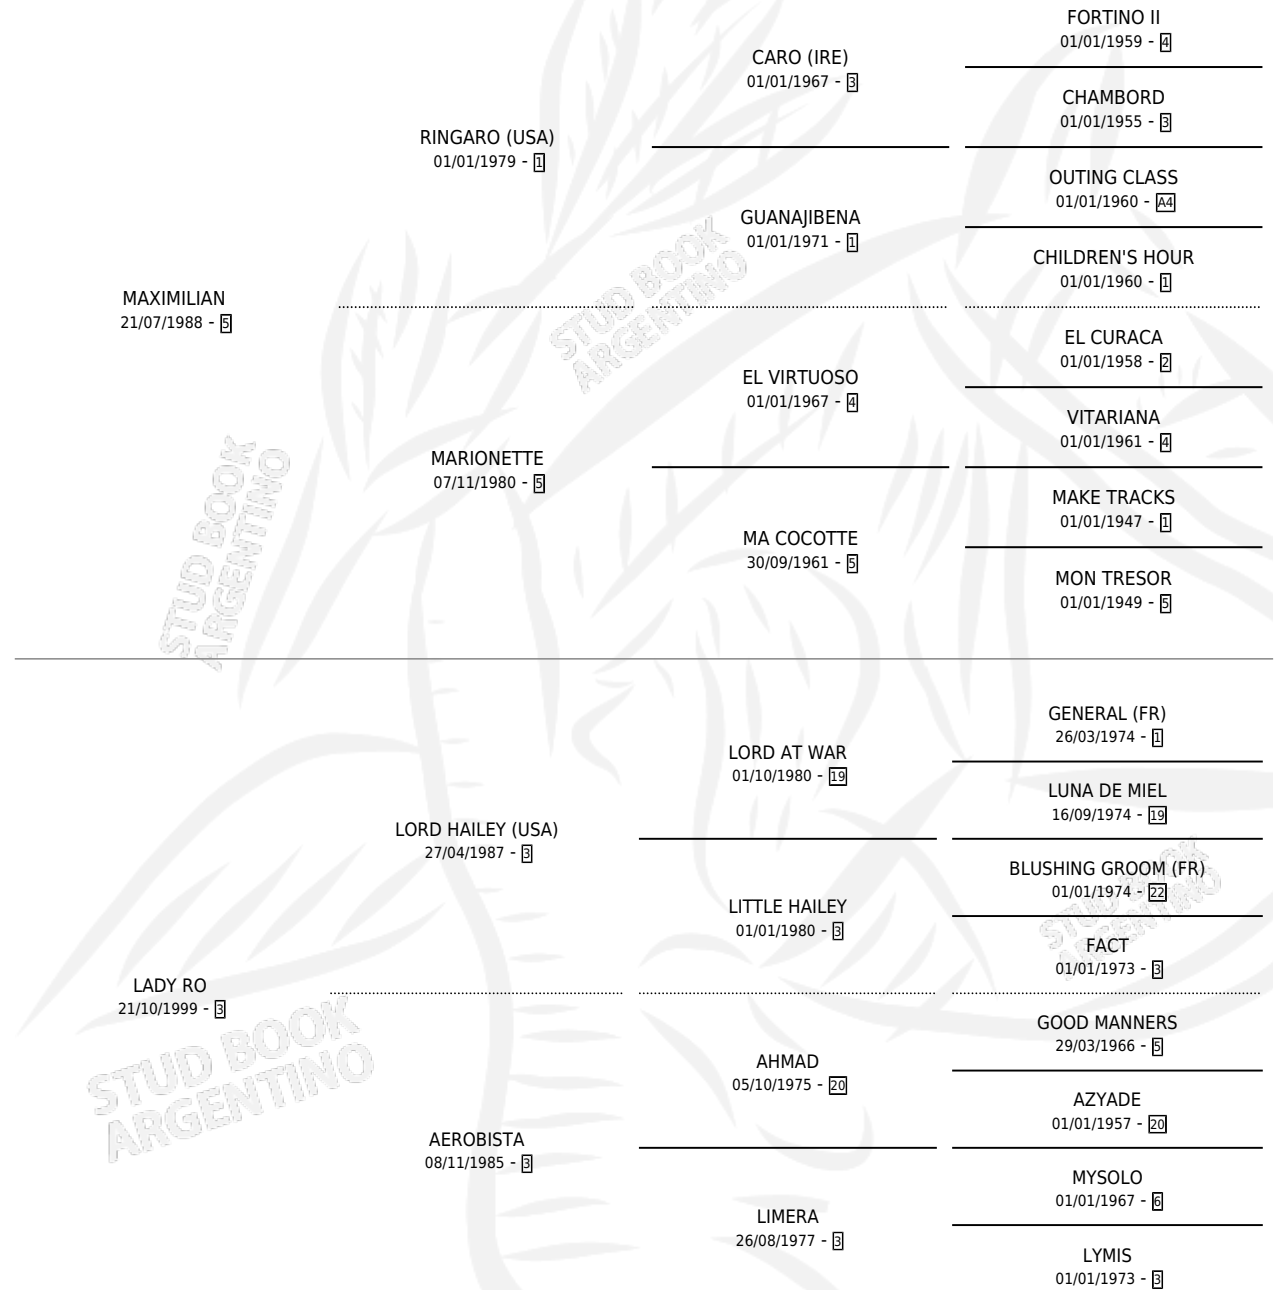 FORTINO II
01/01/1959 - 4
CARO (IRE)
01/01/1967 - 3
CHAMBORD
01/01/1955 - 3
RINGARO (USA)
01/01/1979 - 1
OUTING CLASS
01/01/1960 - A4
GUANAJIBENA
01/01/1971 - 1
CHILDREN'S HOUR
01/01/1960 - 1
MAXIMILIAN
21/07/1988 - 5
EL CURACA
01/01/1958 - 2
EL VIRTUOSO
01/01/1967 - 4
VITARIANA
01/01/1961 - 4
MARIONETTE
07/11/1980 - 5
MAKE TRACKS
01/01/1947 - 1
MA COCOTTE
30/09/1961 - 5
MON TRESOR
01/01/1949 - 5
STUD BOOK
ARGENTINO
STUD BOOK
ARGENTINO
GENERAL (FR)
26/03/1974 - 1
LORD AT WAR
01/10/1980 - 19
LUNA DE MIEL
16/09/1974 - 19
LORD HAILEY (USA)
27/04/1987 - 3
BLUSHING GROOM (FR)
01/01/1974 - 22
LITTLE HAILEY
01/01/1980 - 3
FACT
01/01/1973 - 3
LADY RO
21/10/1999 - 3
GOOD MANNERS
29/03/1966 - 5
AHMAD
05/10/1975 - 20
AZYADE
01/01/1957 - 20
AEROBISTA
08/11/1985 - 3
MYSOLO
01/01/1967 - 6
LIMERA
26/08/1977 - 3
LYMIS
01/01/1973 - 3
STUD BOOK
ARGENTINO
STUD BOOK
ARGENTINO